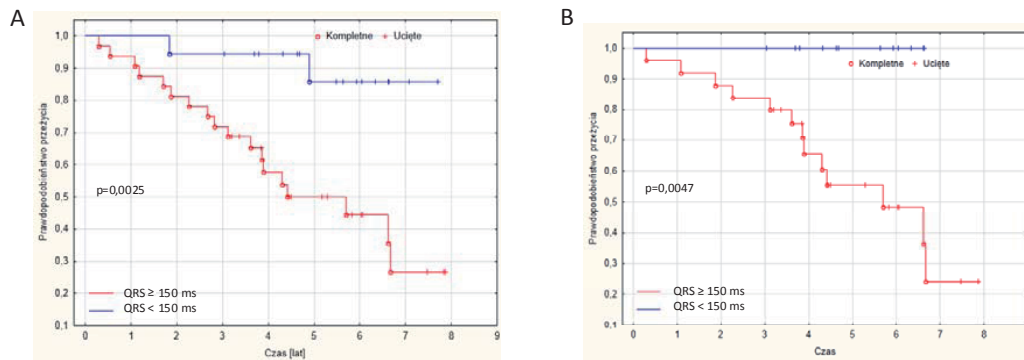 A
Kompletne Ucięte
1,0
0,9
0,8
0,7
0,6
0,5
0,4
0,3
0,2
0,1
Prawdopodobieństwo przeżycia
p=0,0025
QRS ≥ 150 ms
QRS < 150 ms
0 1 2 3 4 5 6 7 8 9
Czas [lat]
B
1,1
1,0
0,9
0,8
0,7
0,6
0,5
0,4
0,3
0,2
0,1
Kompletne Ucięte
Prawdopodobieństwo przeżycia
p=0,0047
QRS ≥ 150 ms
QRS < 150 ms
0 1 2 3 4 5 6 7 8
Czas